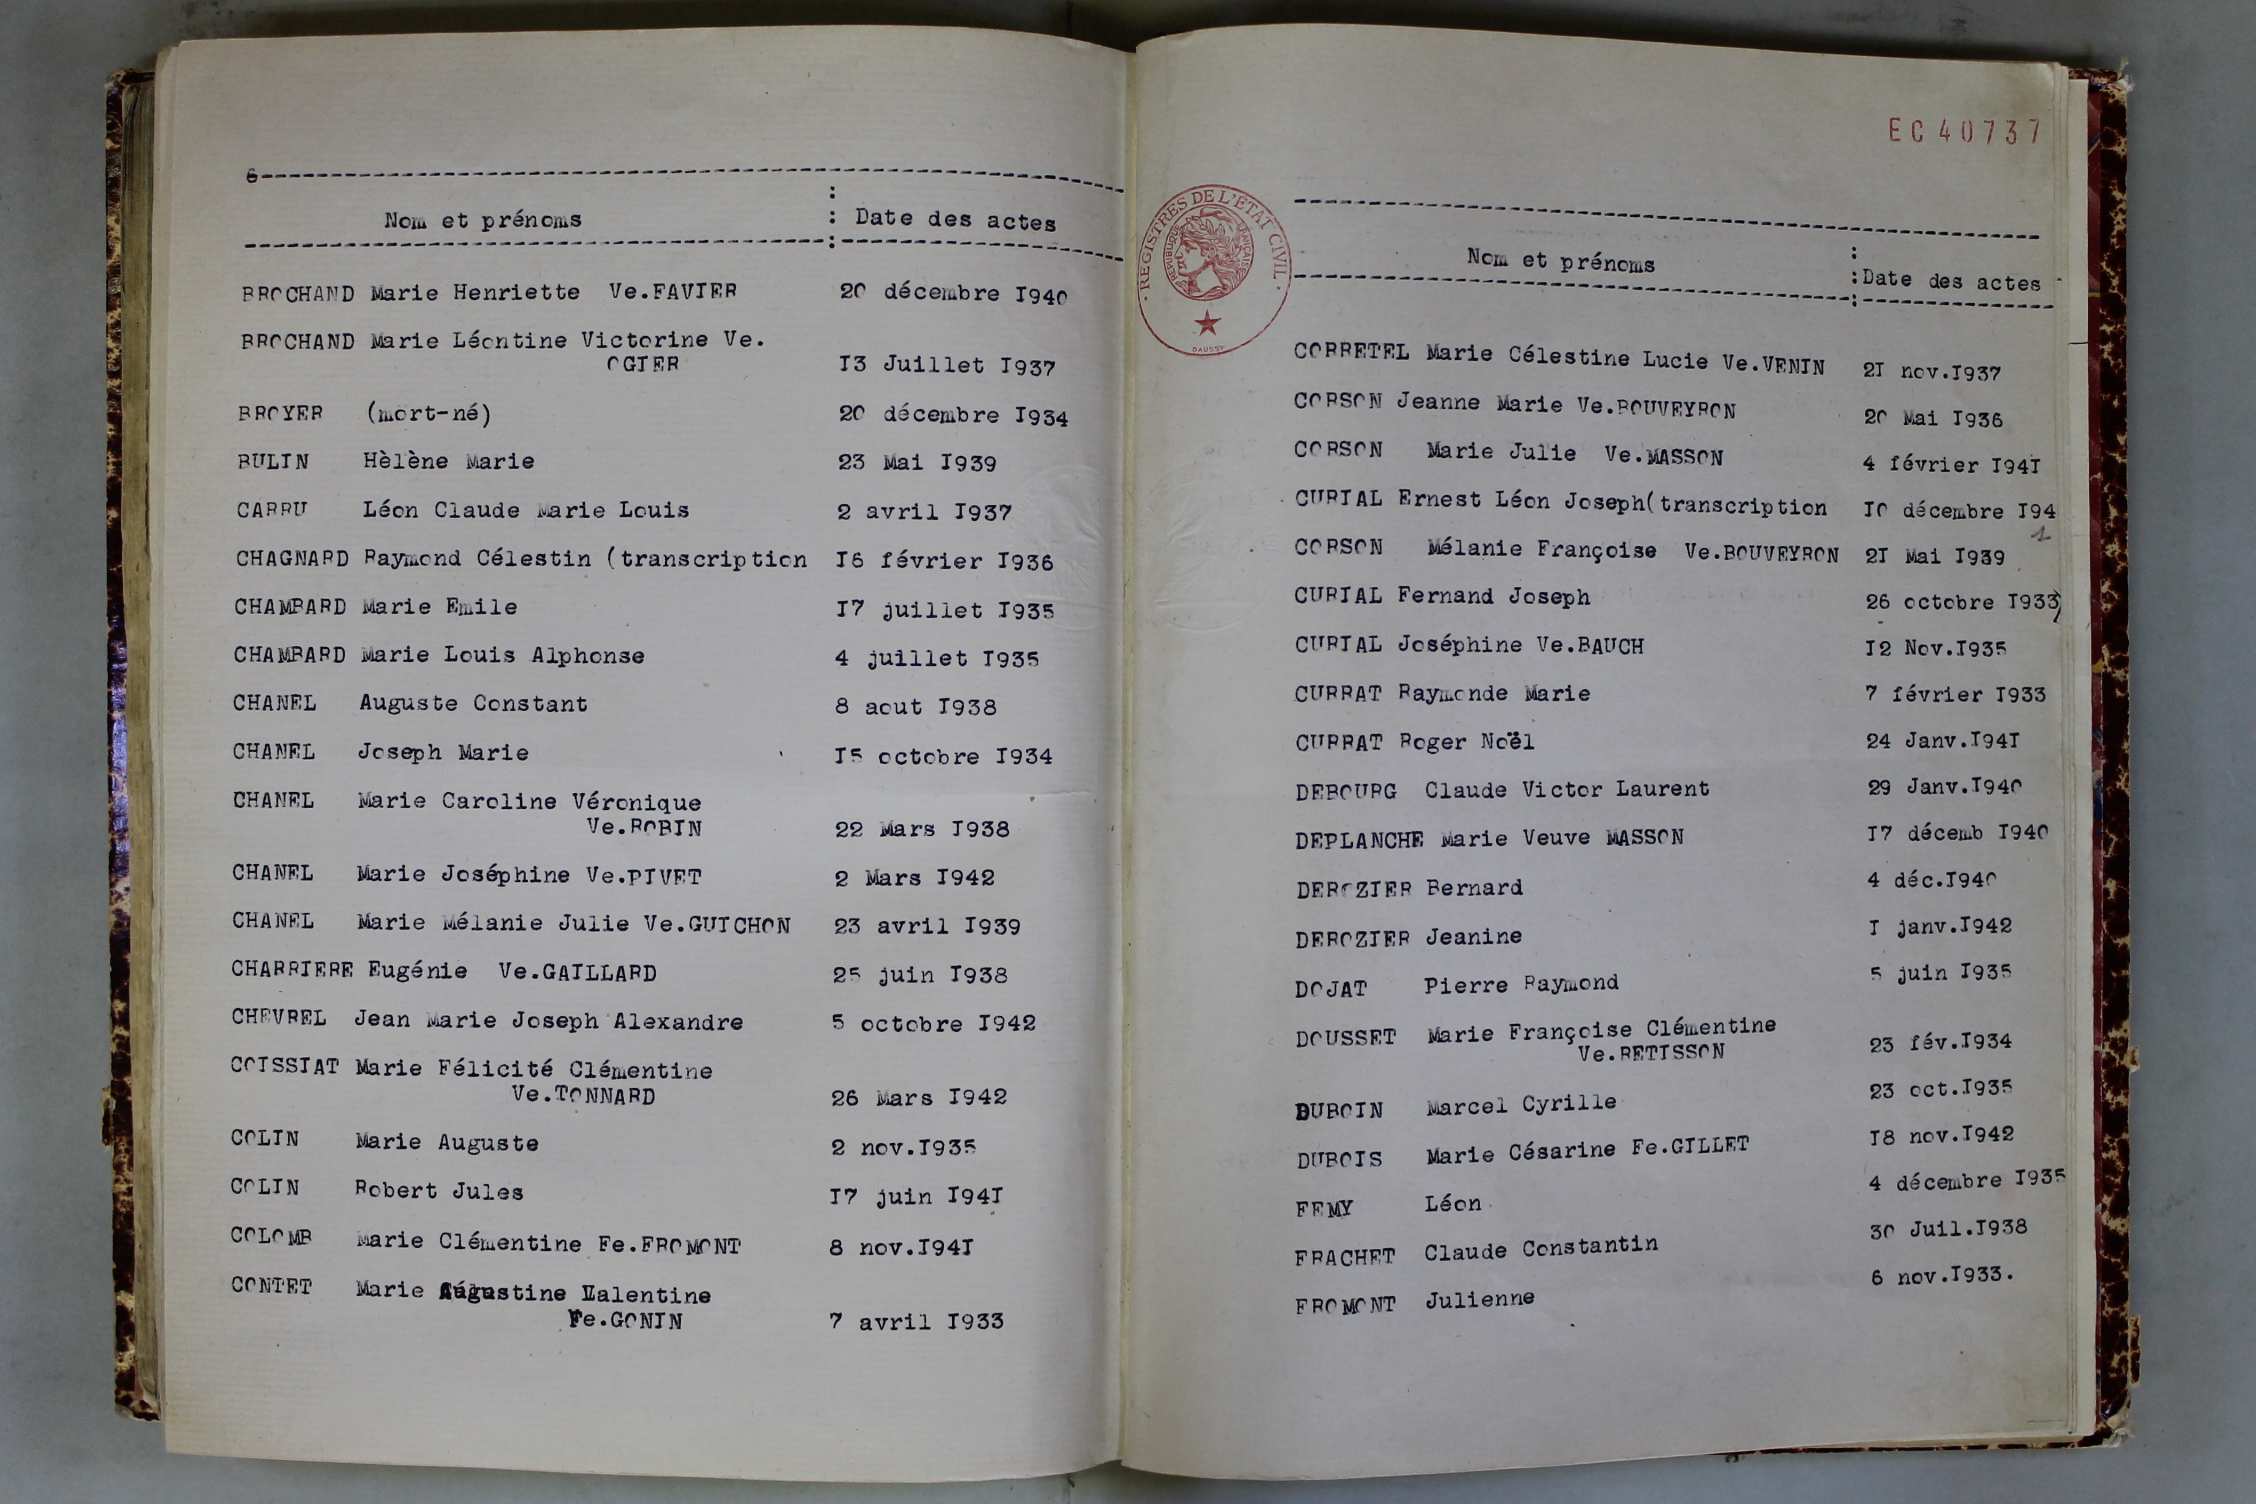 6
Nom et prénoms : Date des actes
BROCHAND Marie Henriette Ve.FAVIER 20 décembre I940
BROCHAND Marie Léontine Victorine Ve.
OGIER I3 Juillet I937
BROYER (mort-né) 20 décembre I934
BULIN Hèlène Marie 23 Mai I939
CARRU Léon Claude Marie Louis 2 avril I937
CHAGNARD Raymond Célestin (transcription I6 février I936
CHAMBARD Marie Emile I7 juillet I935
CHAMBARD Marie Louis Alphonse 4 juillet I935
CHANEL Auguste Constant 8 aout I938
CHANEL Joseph Marie I5 octobre I934
CHANEL Marie Caroline Véronique
Ve.ROBIN 22 Mars I938
CHANEL Marie Joséphine Ve.PIVET 2 Mars I942
CHANEL Marie Mélanie Julie Ve.GUICHON 23 avril I939
CHARRIERE Eugénie Ve.GAILLARD 25 juin I938
CHEVREL Jean Marie Joseph Alexandre 5 octobre I942
COISSIAT Marie Félicité Clémentine
Ve.TONNARD 26 Mars I942
COLIN Marie Auguste 2 nov.I935
COLIN Robert Jules I7 juin I94I
COLOMB Marie Clémentine Fe.FROMONT 8 nov.I94I
CONTET Marie Valentine
Fe.GONIN 7 avril I933
EC40737
REGISTRES DE L'ÉTAT CIVIL
REPUBLIQUE FRANÇAISE
DAUSSY
Nom et prénoms :Date des actes
CORRETEL Marie Célestine Lucie Ve.VENIN 2I nov.I937
CORSON Jeanne Marie Ve.BOUVEYRON 20 Mai I936
CORSON Marie Julie Ve.MASSON 4 février I94I
CURIAL Ernest Léon Joseph(transcription I0 décembre I94
1
CORSON Mélanie Françoise Ve.BOUVEYRON 2I Mai I939
CURIAL Fernand Joseph 26 octobre I933)
CURIAL Joséphine Ve.BAUCH I2 Nov.I935
CURRAT Raymonde Marie 7 février I933
CURRAT Roger Noël 24 Janv.I94I
DEBOURG Claude Victor Laurent 29 Janv.I940
DEPLANCHE Marie Veuve MASSON I7 décemb I940
DEROZIER Bernard 4 déc.I940
DEROZIER Jeanine I janv.I942
DOJAT Pierre Raymond 5 juin I935
DOUSSET Marie Françoise Clémentine
Ve.RETISSON 23 fév.I934
DUBOIN Marcel Cyrille 23 oct.I935
DUBOIS Marie Césarine Fe.GILLET I8 nov.I942
FEMY Léon 4 décembre I935
FRACHET Claude Constantin 30 Juil.I938
FROMONT Julienne 6 nov.I933.